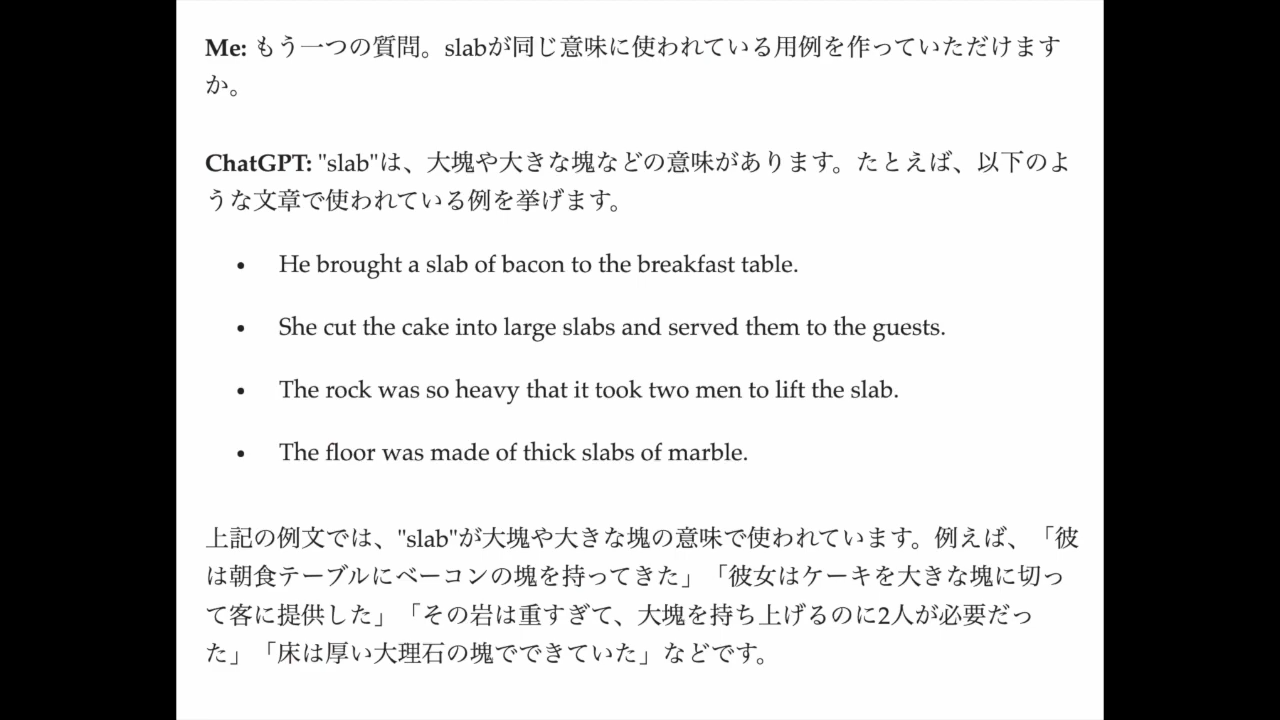 Me: もう一つの質問。slabが同じ意味に使われている用例を作っていただけます
か。
ChatGPT: "slab"は、大塊や大きな塊などの意味があります。たとえば、以下のよ
うな文章で使われている例を挙げます。
• He brought a slab of bacon to the breakfast table.
• She cut the cake into large slabs and served them to the guests.
• The rock was so heavy that it took two men to lift the slab.
• The floor was made of thick slabs of marble.
上記の例文では、"slab"が大塊や大きな塊の意味で使われています。例えば、「彼
は朝食テーブルにベーコンの塊を持ってきた」「彼女はケーキを大きな塊に切っ
て客に提供した」「その岩は重すぎて、大塊を持ち上げるのに2人が必要だっ
た」「床は厚い大理石の塊でできていた」などです。